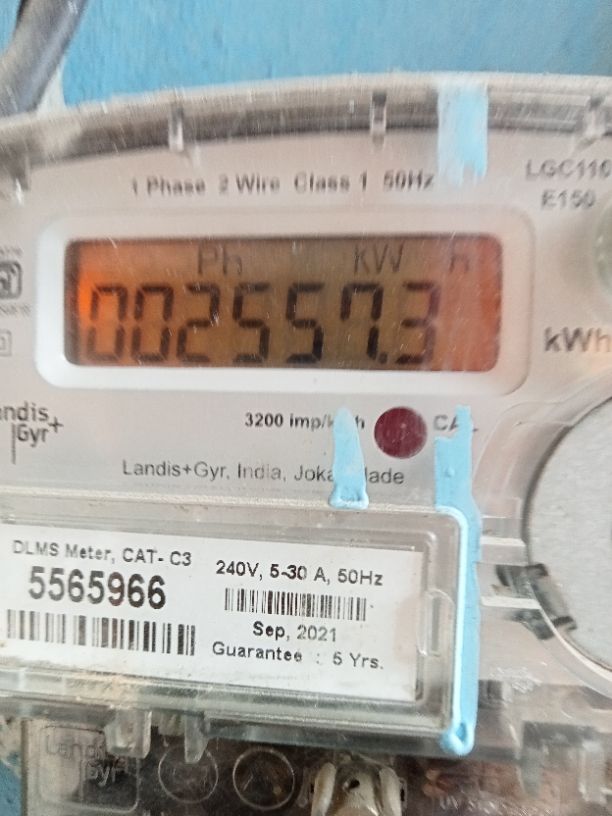 1 Phase 2 Wire Class 1 50Hz
LGC110
E150
Ph kW h
002557.3
kWh
Landis+
Gyr
3200 imp/kWh
CAL
Landis+Gyr, India, Joka
DLMS Meter, CAT- C3
5565966
240V, 5-30 A, 50Hz
Sep, 2021
Guarantee : 5 Yrs.
Landis
Gyr